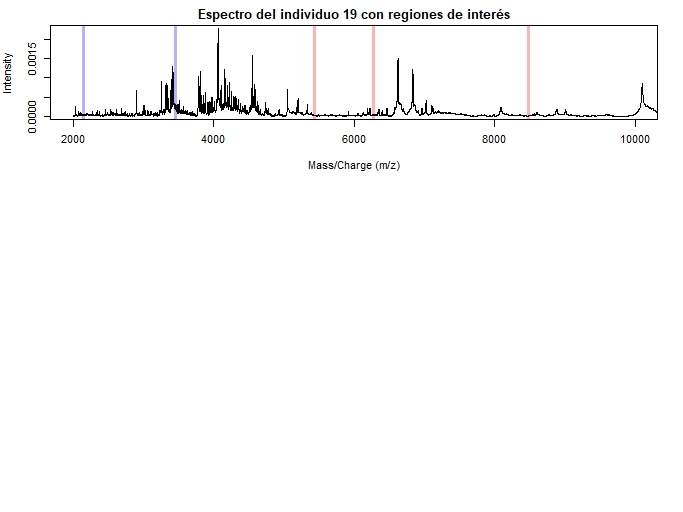 Espectro del individuo 19 con regiones de interés
Intensity
0.0015
0.0000
2000 4000 6000 8000 10000
Mass/Charge (m/z)